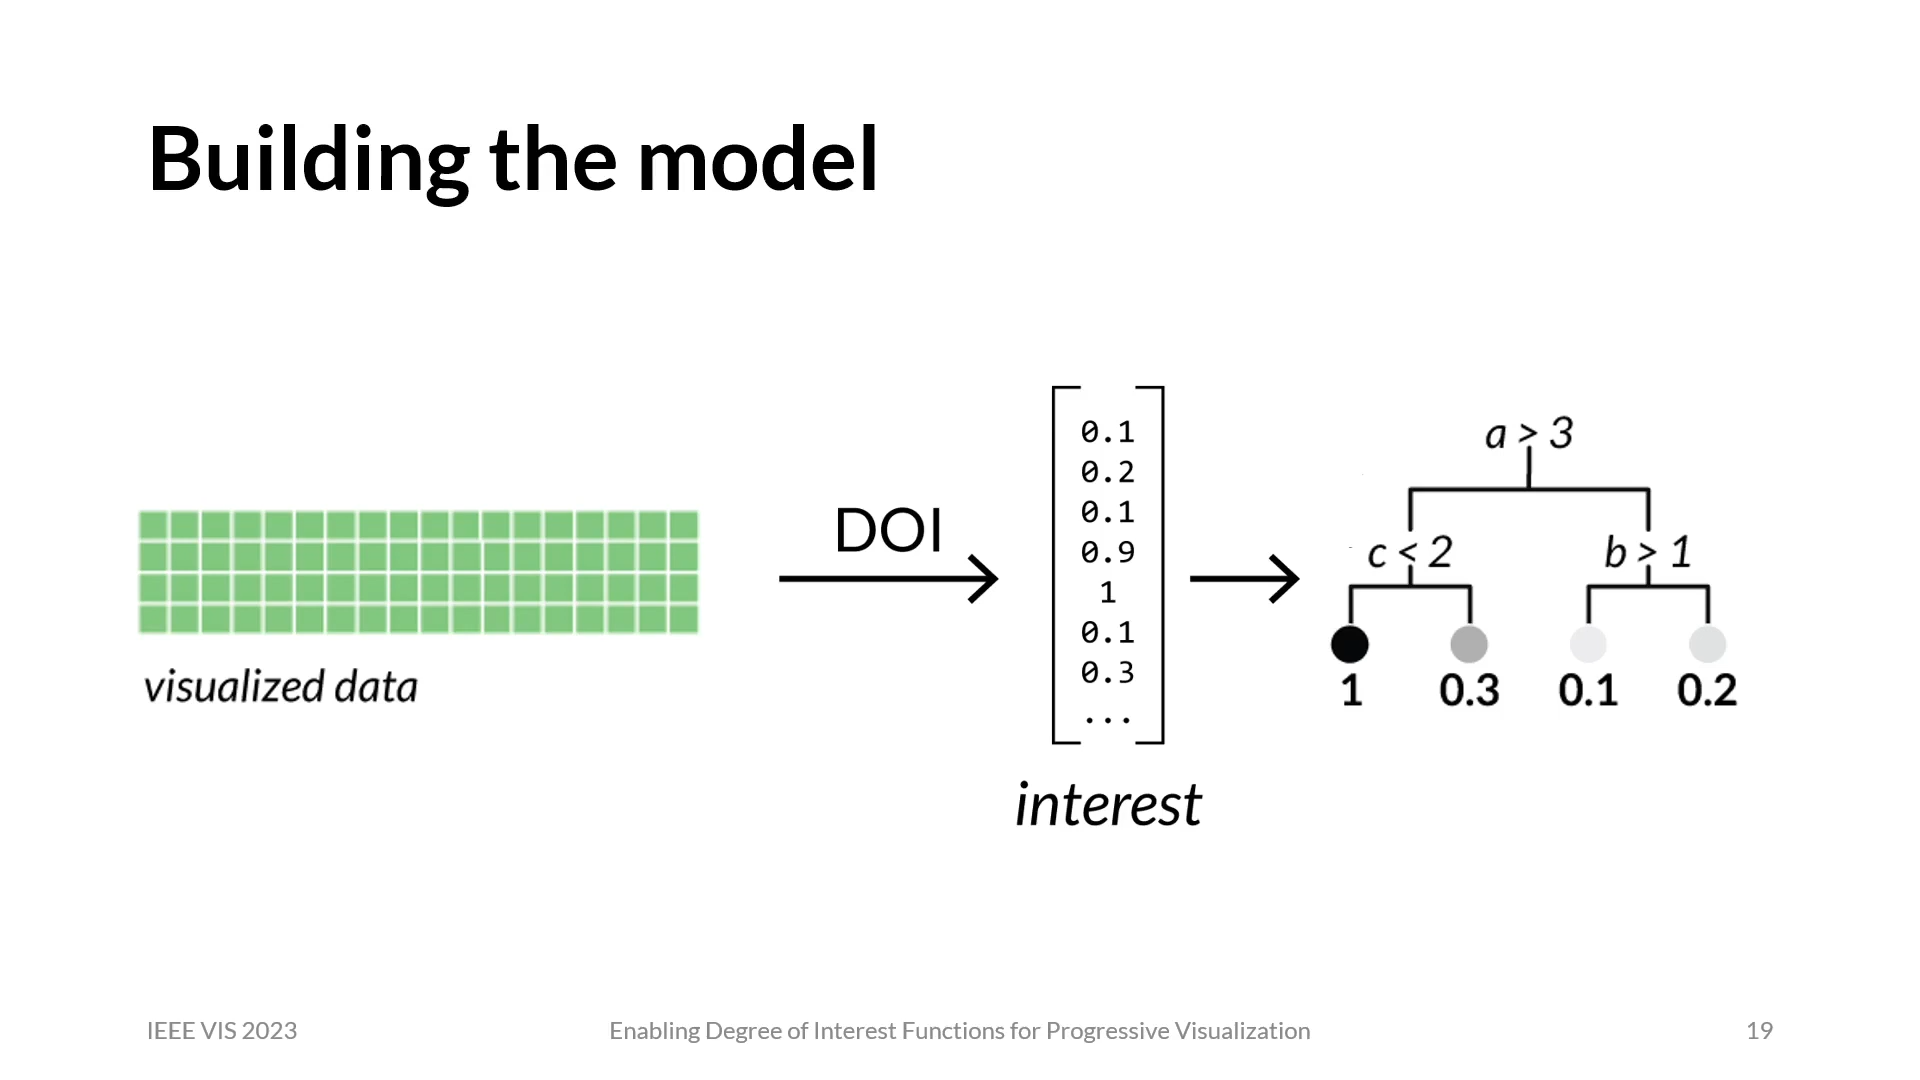 Building the model
visualized data
DOI
0.1
0.2
0.1
0.9
1
0.1
0.3
...
interest
a > 3
c < 2
b > 1
1 0.3 0.1 0.2
IEEE VIS 2023
Enabling Degree of Interest Functions for Progressive Visualization
19